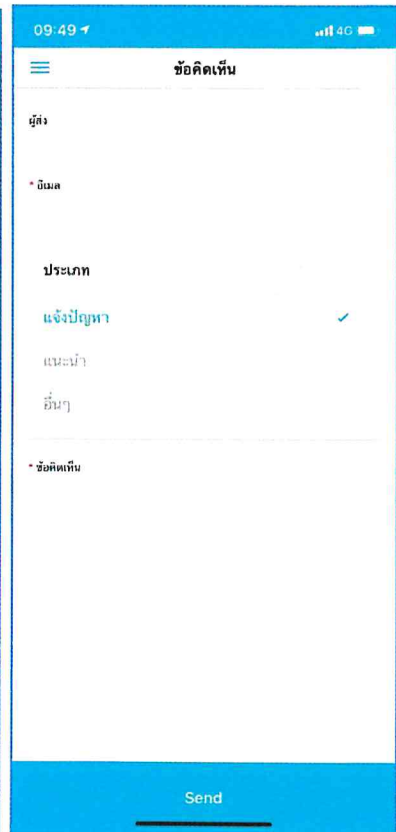 09:49
4G
ข้อคิดเห็น
ผู้ส่ง
* อีเมล
ประเภท
แจ้งปัญหา
แนะนำ
อื่นๆ
* ข้อคิดเห็น
Send